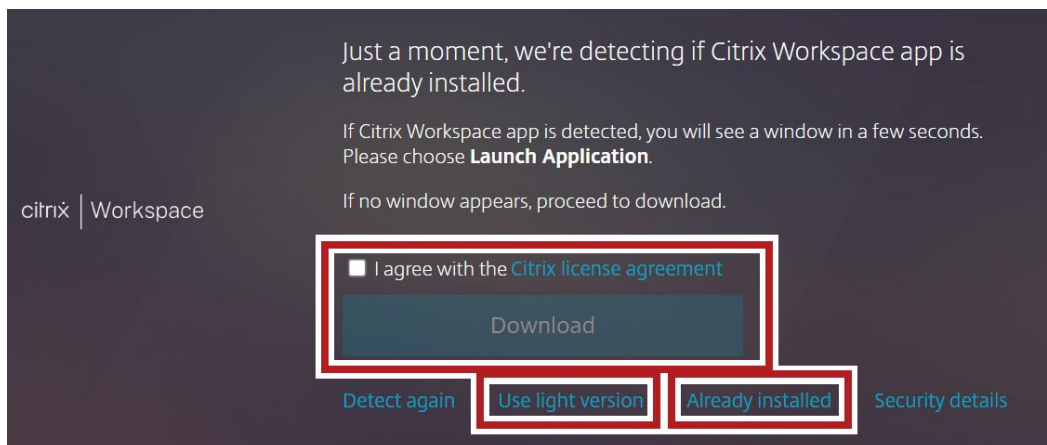 Just a moment, we're detecting if Citrix Workspace app is
already installed.
If Citrix Workspace app is detected, you will see a window in a few seconds.
Please choose Launch Application.
If no window appears, proceed to download.
citrix | Workspace
I agree with the Citrix license agreement
Download
Detect again Use light version Already installed Security details